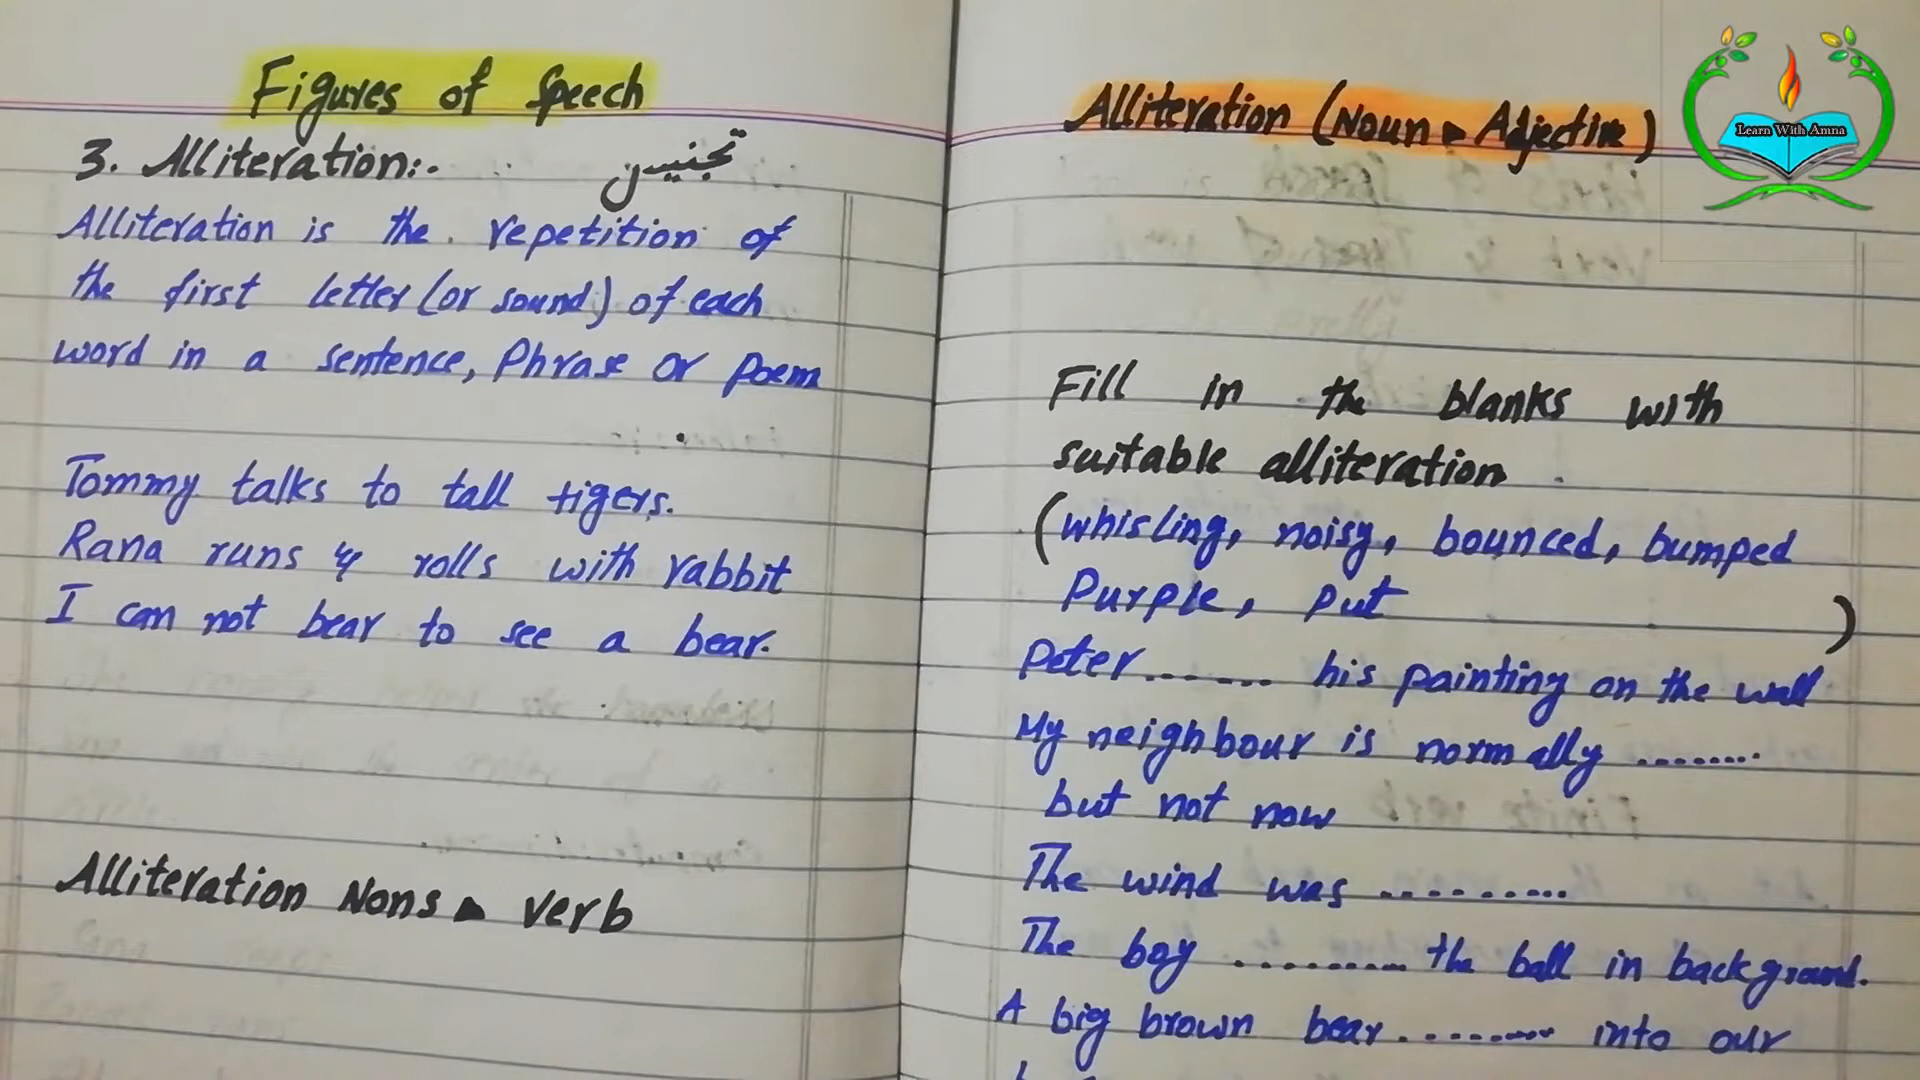 Figures of Speech
3. Alliteration:-. تجنیس
Alliteration is the repetition of
the first letter (or sound) of each
word in a sentence, Phrase or Poem
Tommy talks to tall tigers.
Rana runs & rolls with rabbit
I can not bear to see a bear.
Alliteration Nons ► verb
Alliteration (Noun ► Adjective)
Learn With Amna
Fill in the blanks with
suitable alliteration.
(whisling, noisy, bounced, bumped
Purple, put )
Peter....... his painting on the wall
My neighbour is normally ........
but not now
The wind was ..........
The boy .......... the ball in background.
A big brown bear ......... into our